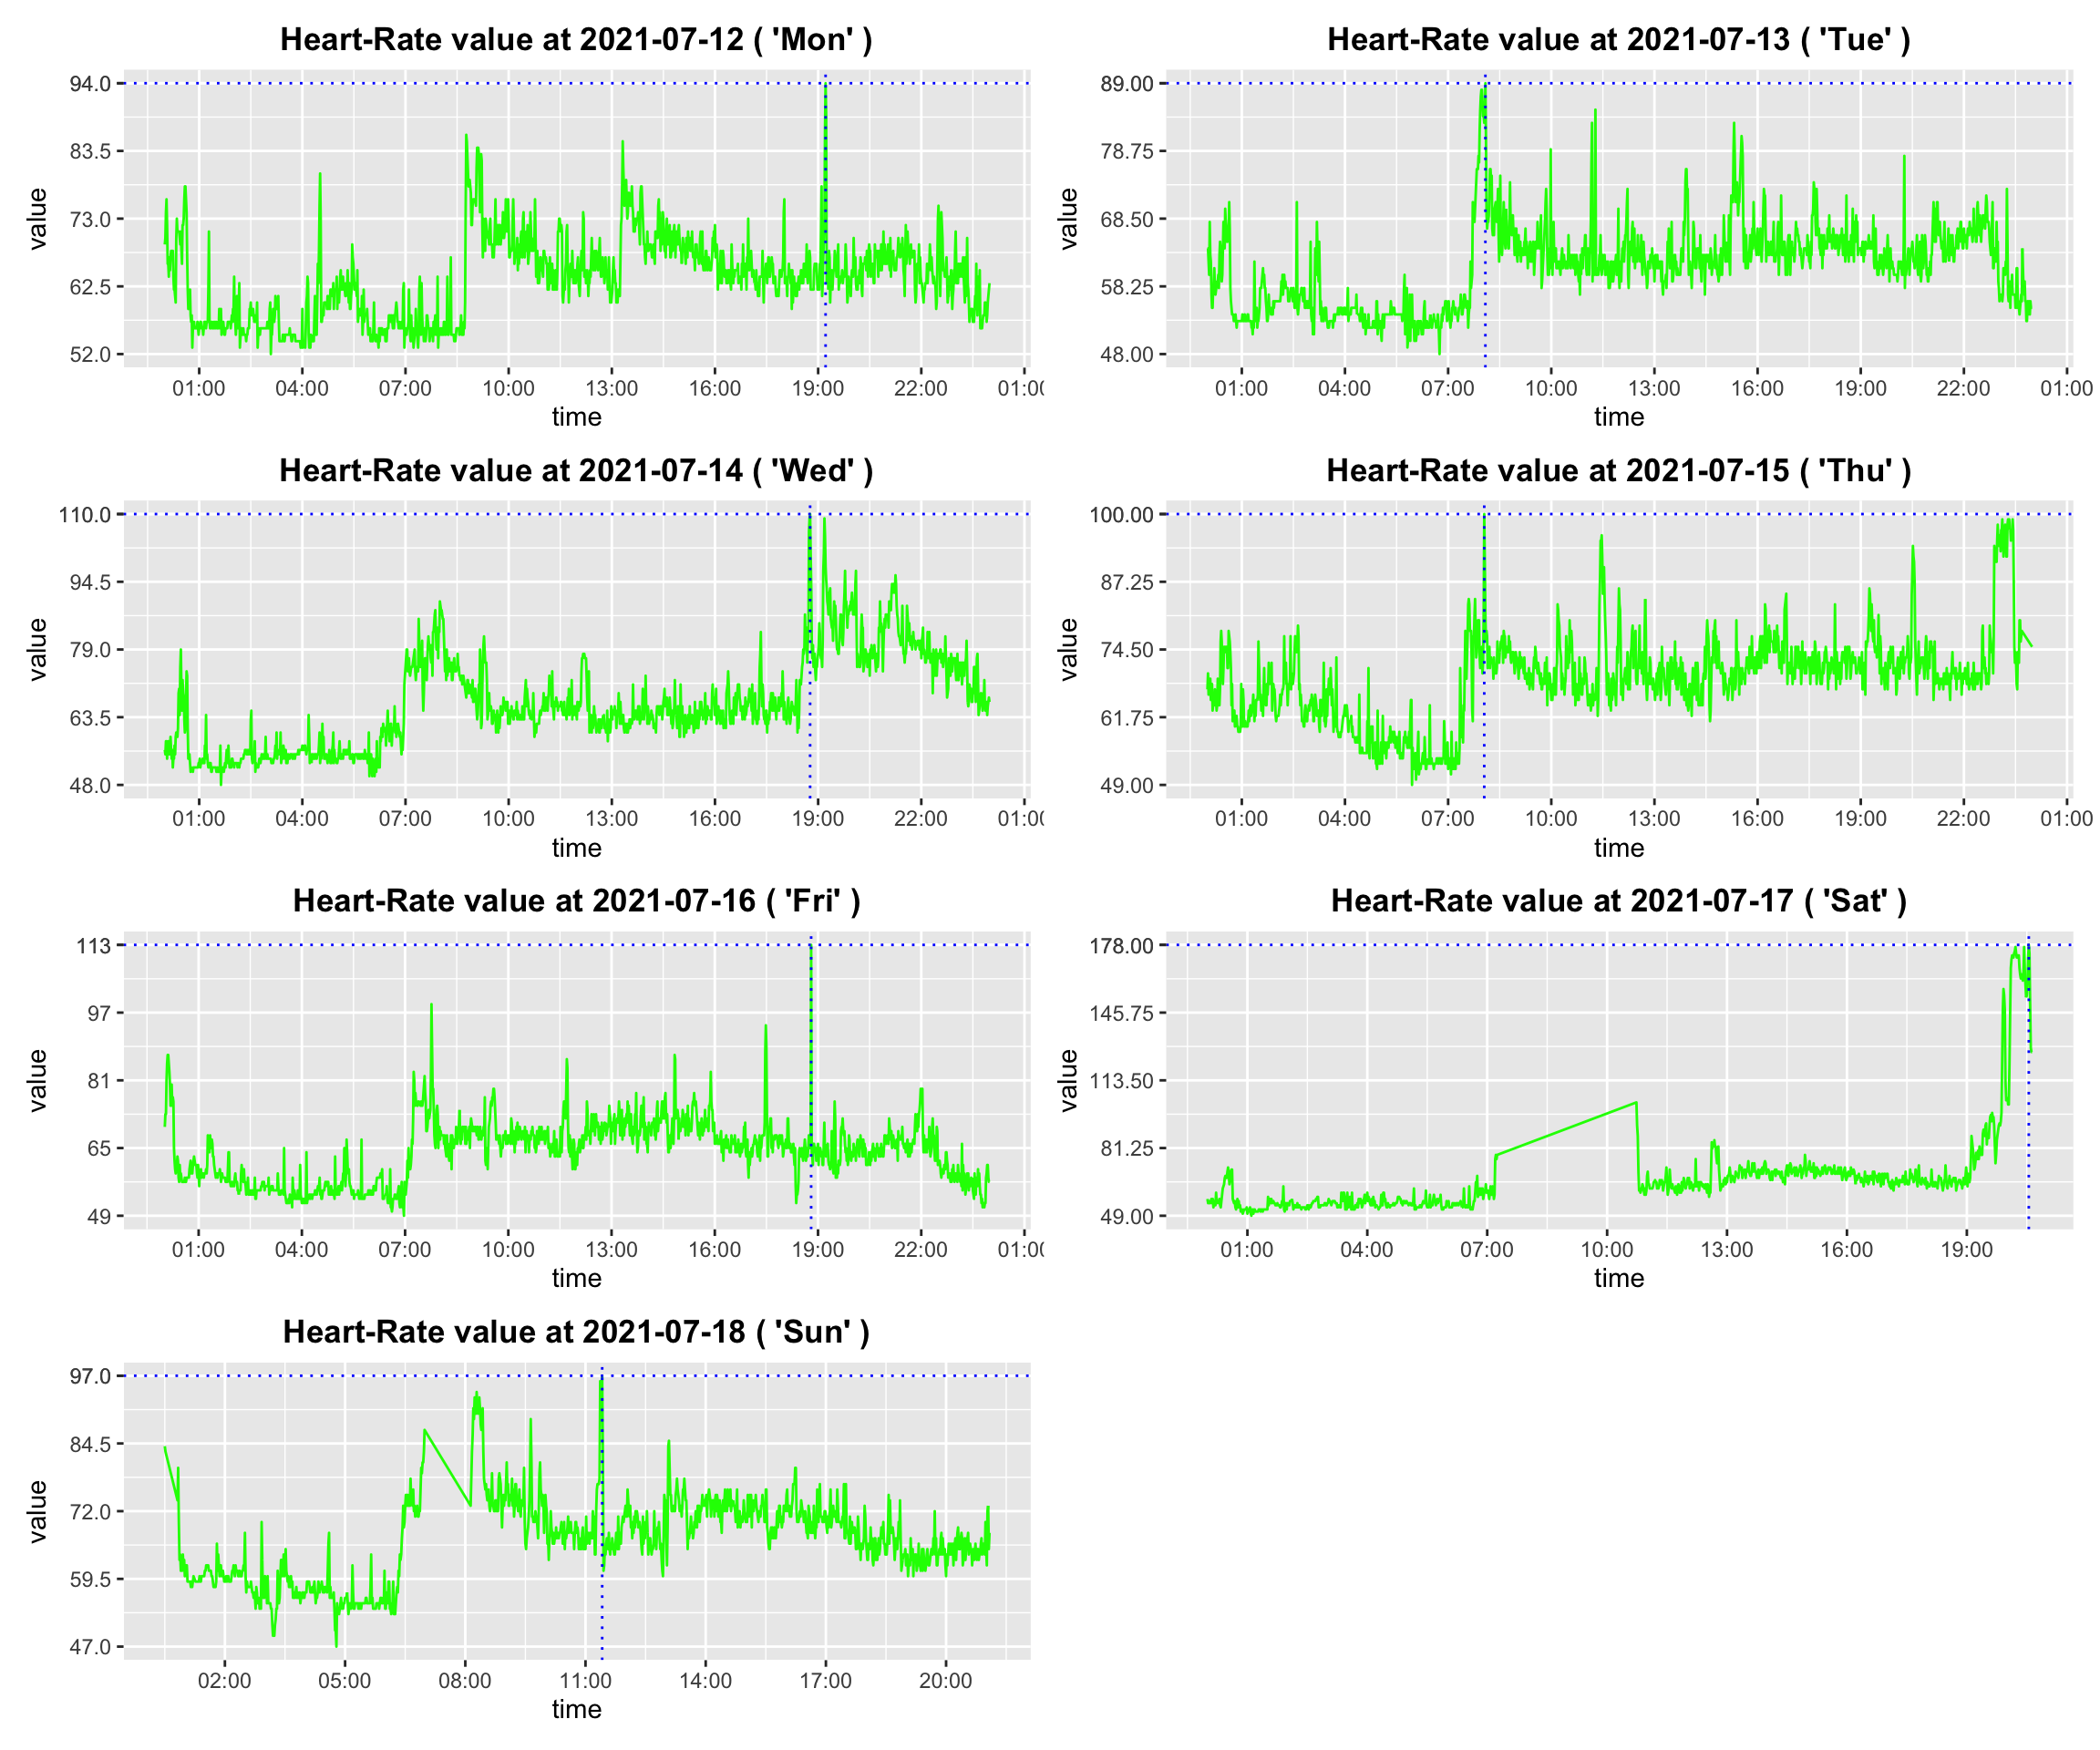 Heart-Rate value at 2021-07-12 ( 'Mon' )
94.0
83.5
73.0
62.5
52.0
value
01:00 04:00 07:00 10:00 13:00 16:00 19:00 22:00 01:00
time
Heart-Rate value at 2021-07-13 ( 'Tue' )
89.00
78.75
68.50
58.25
48.00
value
01:00 04:00 07:00 10:00 13:00 16:00 19:00 22:00 01:00
time
Heart-Rate value at 2021-07-14 ( 'Wed' )
110.0
94.5
79.0
63.5
48.0
value
01:00 04:00 07:00 10:00 13:00 16:00 19:00 22:00 01:00
time
Heart-Rate value at 2021-07-15 ( 'Thu' )
100.00
87.25
74.50
61.75
49.00
value
01:00 04:00 07:00 10:00 13:00 16:00 19:00 22:00 01:00
time
Heart-Rate value at 2021-07-16 ( 'Fri' )
113
97
81
65
49
value
01:00 04:00 07:00 10:00 13:00 16:00 19:00 22:00 01:00
time
Heart-Rate value at 2021-07-17 ( 'Sat' )
178.00
145.75
113.50
81.25
49.00
value
01:00 04:00 07:00 10:00 13:00 16:00 19:00
time
Heart-Rate value at 2021-07-18 ( 'Sun' )
97.0
84.5
72.0
59.5
47.0
value
02:00 05:00 08:00 11:00 14:00 17:00 20:00
time